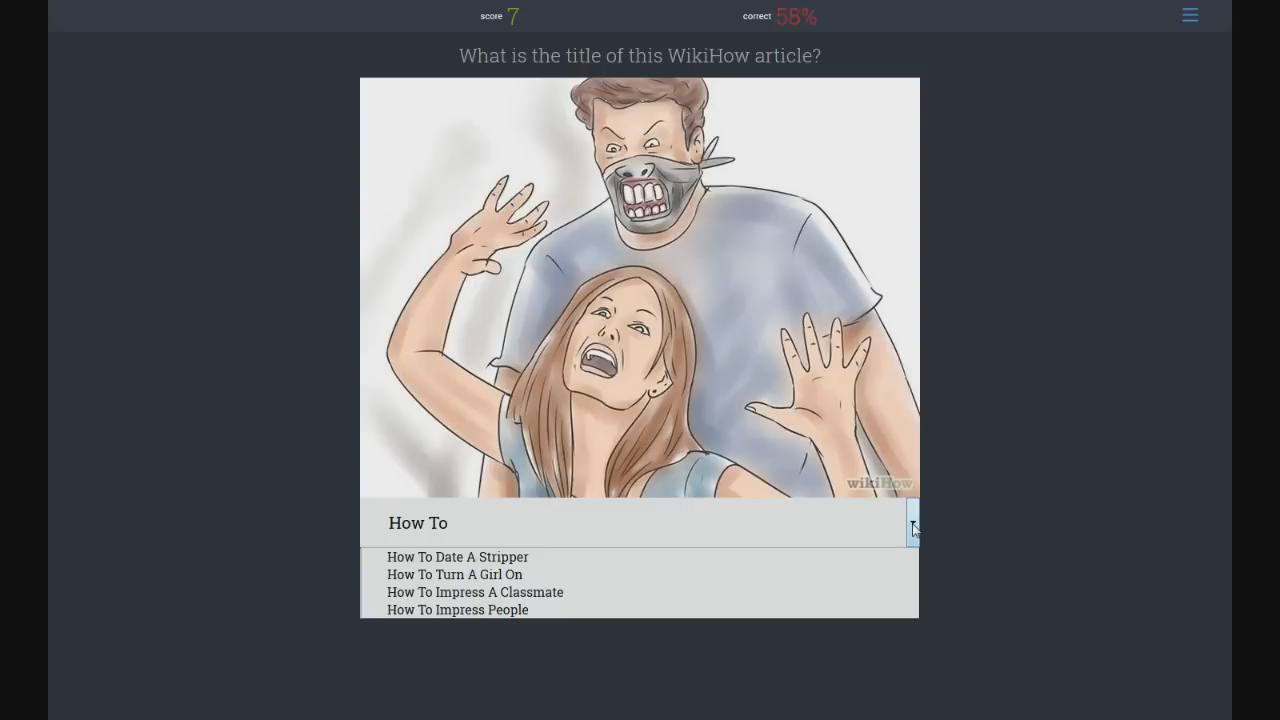 score 7
correct 58%
What is the title of this WikiHow article?
wikiHow
How To
How To Date A Stripper
How To Turn A Girl On
How To Impress A Classmate
How To Impress People